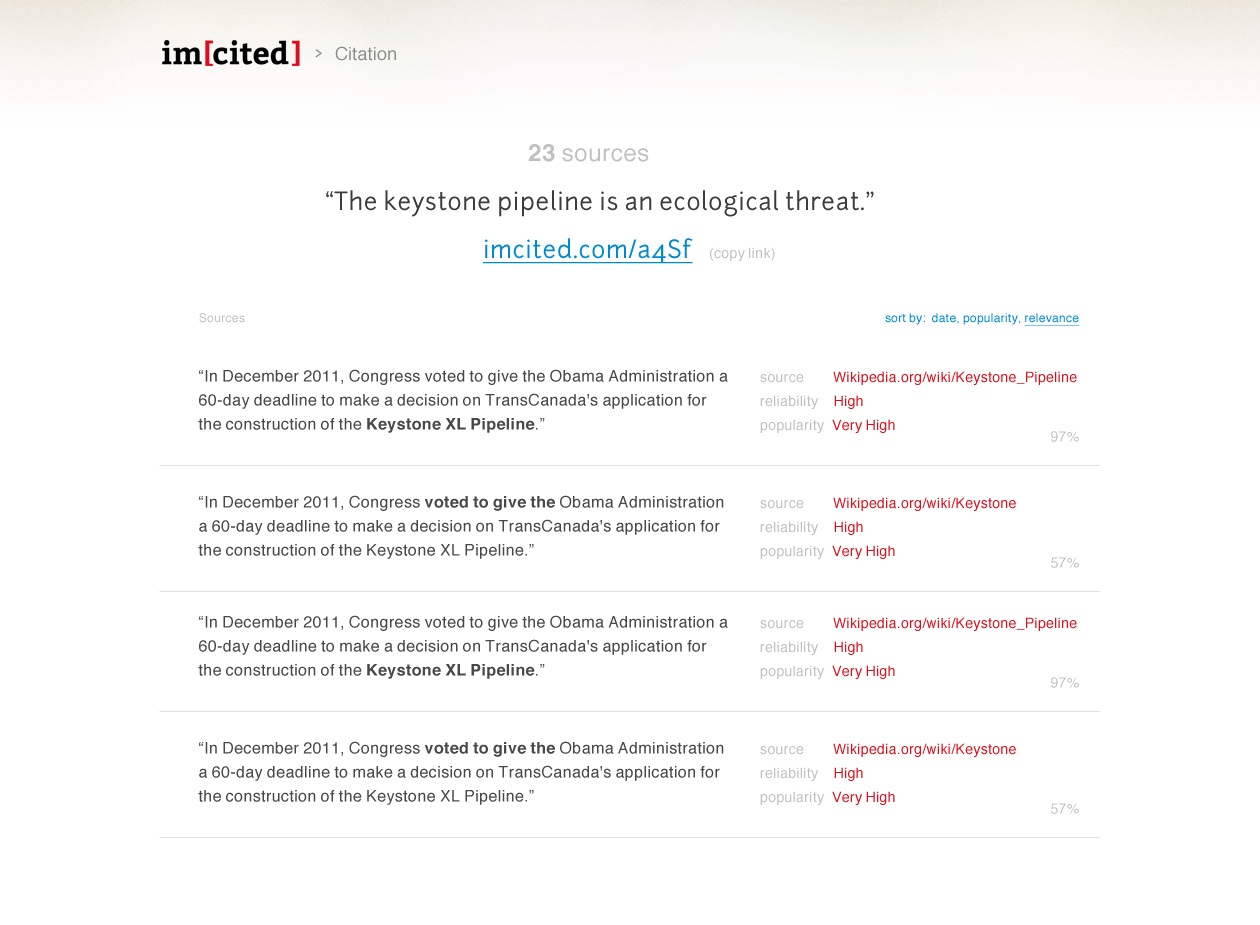 im[cited] > Citation
23 sources
“The keystone pipeline is an ecological threat.”
imcited.com/a4Sf (copy link)
Sources sort by: date, popularity, relevance
“In December 2011, Congress voted to give the Obama Administration a
60-day deadline to make a decision on TransCanada's application for
the construction of the Keystone XL Pipeline.”
source Wikipedia.org/wiki/Keystone_Pipeline
reliability High
popularity Very High
97%
“In December 2011, Congress voted to give the Obama Administration
a 60-day deadline to make a decision on TransCanada's application for
the construction of the Keystone XL Pipeline.”
source Wikipedia.org/wiki/Keystone
reliability High
popularity Very High
57%
“In December 2011, Congress voted to give the Obama Administration a
60-day deadline to make a decision on TransCanada's application for
the construction of the Keystone XL Pipeline.”
source Wikipedia.org/wiki/Keystone_Pipeline
reliability High
popularity Very High
97%
“In December 2011, Congress voted to give the Obama Administration
a 60-day deadline to make a decision on TransCanada's application for
the construction of the Keystone XL Pipeline.”
source Wikipedia.org/wiki/Keystone
reliability High
popularity Very High
57%